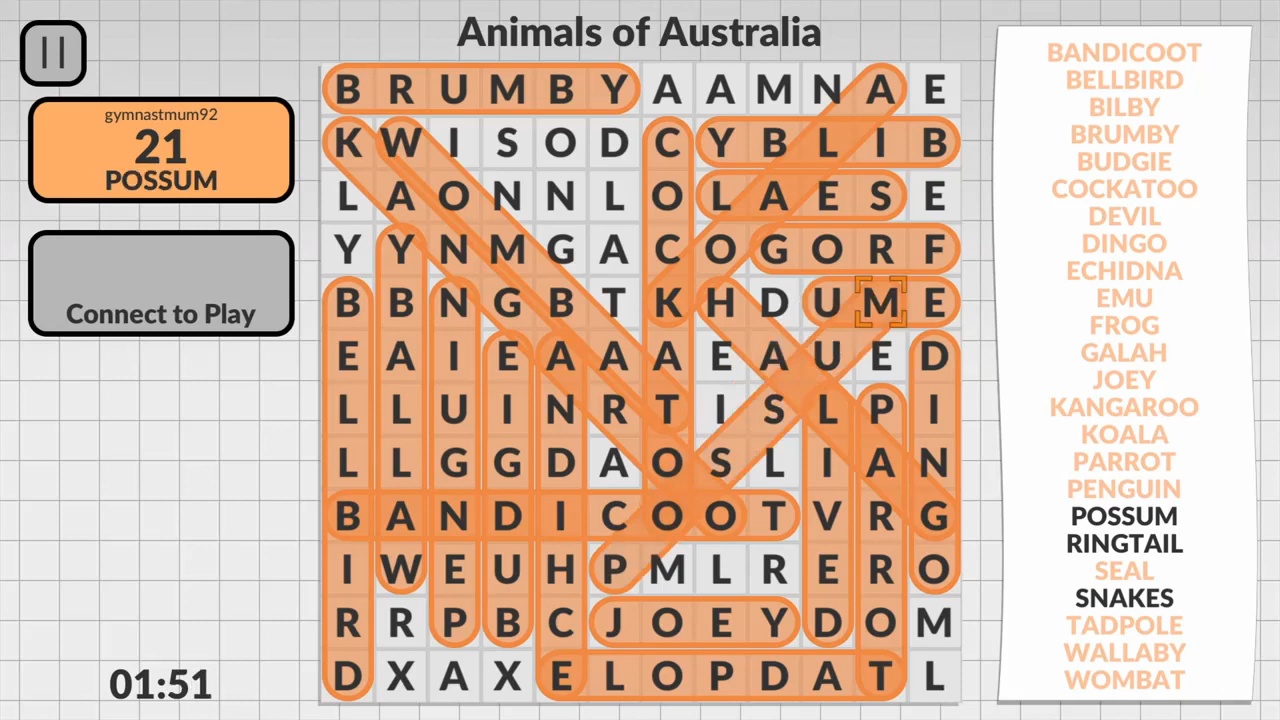 Animals of Australia
gymnastmum92
21
POSSUM
Connect to Play
01:51
B R U M B Y A A M N A E
K W I S O D C Y B L I B
L A O N N L O L A E S E
Y Y N M G A C O G O R F
B B N G B T K H D U M E
E A I E A A A E A U E D
L L U I N R T I S L P I
L L G G D A O S L I A N
B A N D I C O O T V R G
I W E U H P M L R E R O
R R P B C J O E Y D O M
D X A X E L O P D A T L
BANDICOOT
BELLBIRD
BILBY
BRUMBY
BUDGIE
COCKATOO
DEVIL
DINGO
ECHIDNA
EMU
FROG
GALAH
JOEY
KANGAROO
KOALA
PARROT
PENGUIN
POSSUM
RINGTAIL
SEAL
SNAKES
TADPOLE
WALLABY
WOMBAT